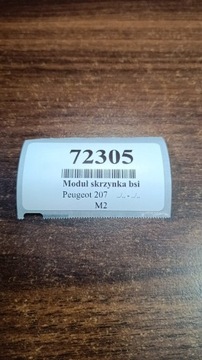 72305
Moduł skrzynka bsi
Peugeot 207 .-. - .-.
M2